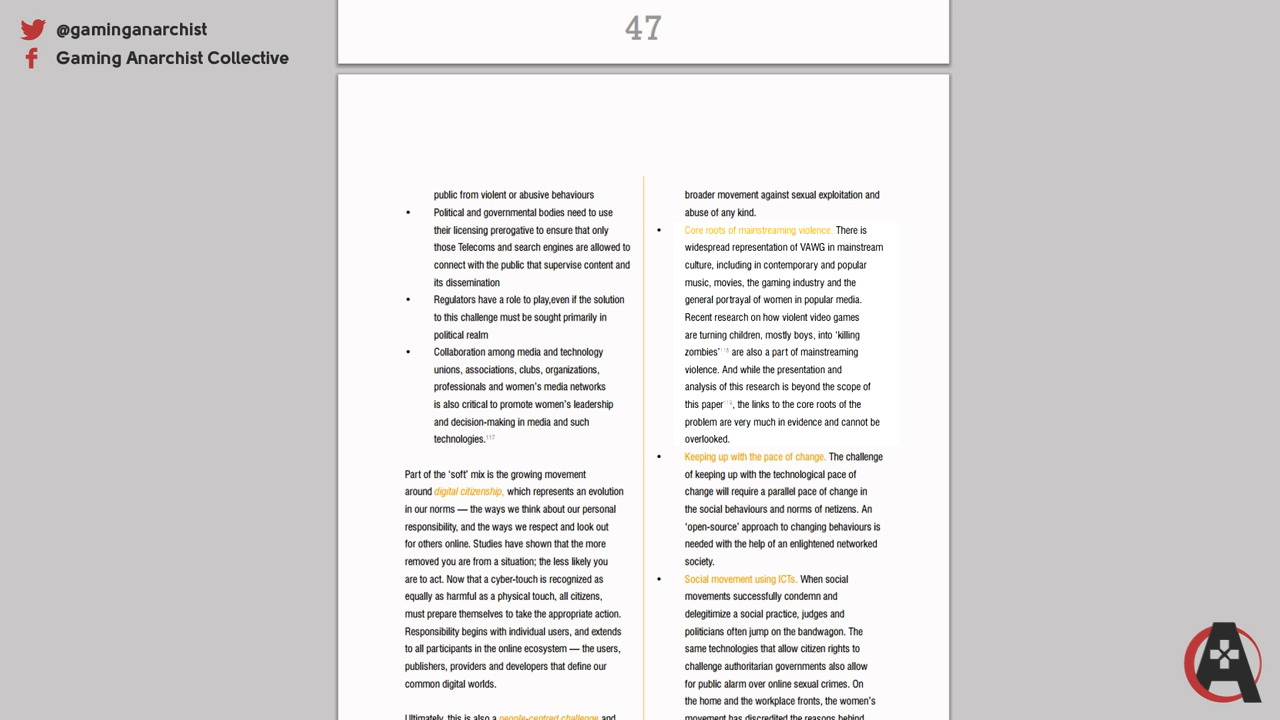 @gaminganarchist
Gaming Anarchist Collective
47
public from violent or abusive behaviours
• Political and governmental bodies need to use
their licensing prerogative to ensure that only
those Telecoms and search engines are allowed to
connect with the public that supervise content and
its dissemination
• Regulators have a role to play,even if the solution
to this challenge must be sought primarily in
political realm
• Collaboration among media and technology
unions, associations, clubs, organizations,
professionals and women's media networks
is also critical to promote women's leadership
and decision-making in media and such
technologies.117
Part of the 'soft' mix is the growing movement
around digital citizenship, which represents an evolution
in our norms — the ways we think about our personal
responsibility, and the ways we respect and look out
for others online. Studies have shown that the more
removed you are from a situation; the less likely you
are to act. Now that a cyber-touch is recognized as
equally as harmful as a physical touch, all citizens,
must prepare themselves to take the appropriate action.
Responsibility begins with individual users, and extends
to all participants in the online ecosystem — the users,
publishers, providers and developers that define our
common digital worlds.
Ultimately, this is also a people-centred challenge and
broader movement against sexual exploitation and
abuse of any kind.
• Core roots of mainstreaming violence. There is
widespread representation of VAWG in mainstream
culture, including in contemporary and popular
music, movies, the gaming industry and the
general portrayal of women in popular media.
Recent research on how violent video games
are turning children, mostly boys, into 'killing
zombies'118 are also a part of mainstreaming
violence. And while the presentation and
analysis of this research is beyond the scope of
this paper119, the links to the core roots of the
problem are very much in evidence and cannot be
overlooked.
• Keeping up with the pace of change. The challenge
of keeping up with the technological pace of
change will require a parallel pace of change in
the social behaviours and norms of netizens. An
'open-source' approach to changing behaviours is
needed with the help of an enlightened networked
society.
• Social movement using ICTs. When social
movements successfully condemn and
delegitimize a social practice, judges and
politicians often jump on the bandwagon. The
same technologies that allow citizen rights to
challenge authoritarian governments also allow
for public alarm over online sexual crimes. On
the home and the workplace fronts, the women's
movement has discredited the reasons behind